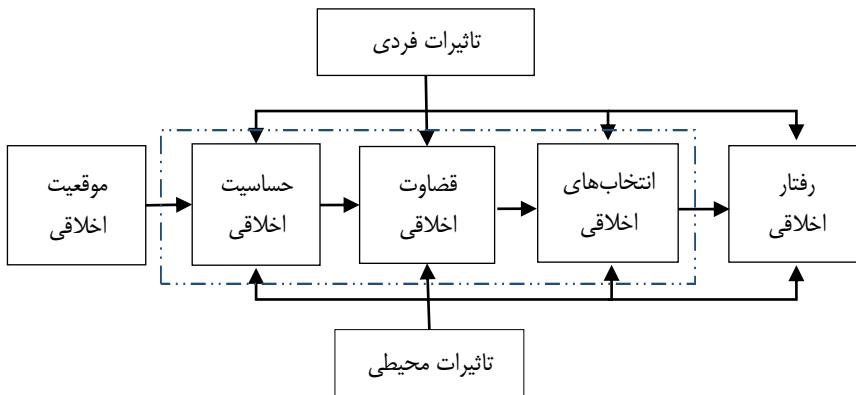 تاثیرات فردی
موقعیت
اخلاقی
حساسیت
اخلاقی
قضاوت
اخلاقی
انتخاب‌های
اخلاقی
رفتار
اخلاقی
تاثیرات محیطی